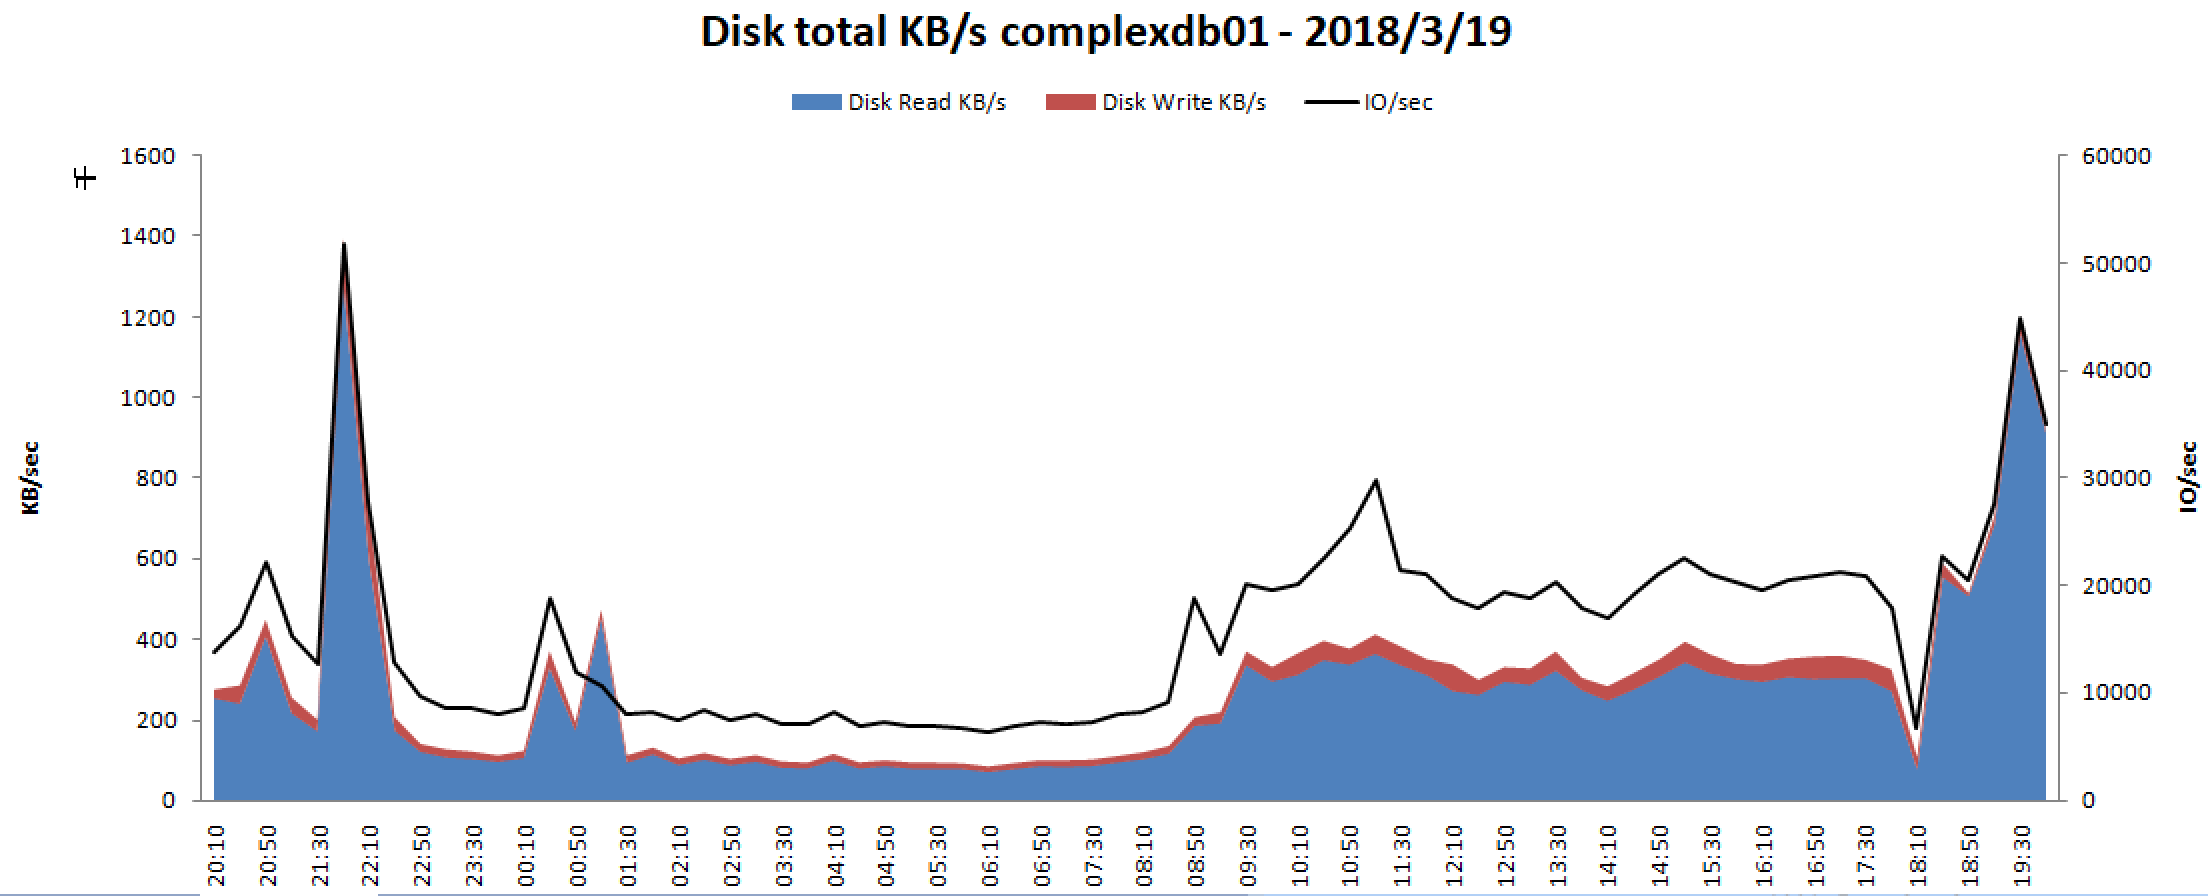 Disk total KB/s complexdb01 - 2018/3/19
Disk Read KB/s Disk Write KB/s IO/sec
千
KB/sec
1600
1400
1200
1000
800
600
400
200
0
60000
50000
40000
30000
20000
10000
0
IO/sec
20:10 20:50 21:30 22:10 22:50 23:30 00:10 00:50 01:30 02:10 02:50 03:30 04:10 04:50 05:30 06:10 06:50 07:30 08:10 08:50 09:30 10:10 10:50 11:30 12:10 12:50 13:30 14:10 14:50 15:30 16:10 16:50 17:30 18:10 18:50 19:30